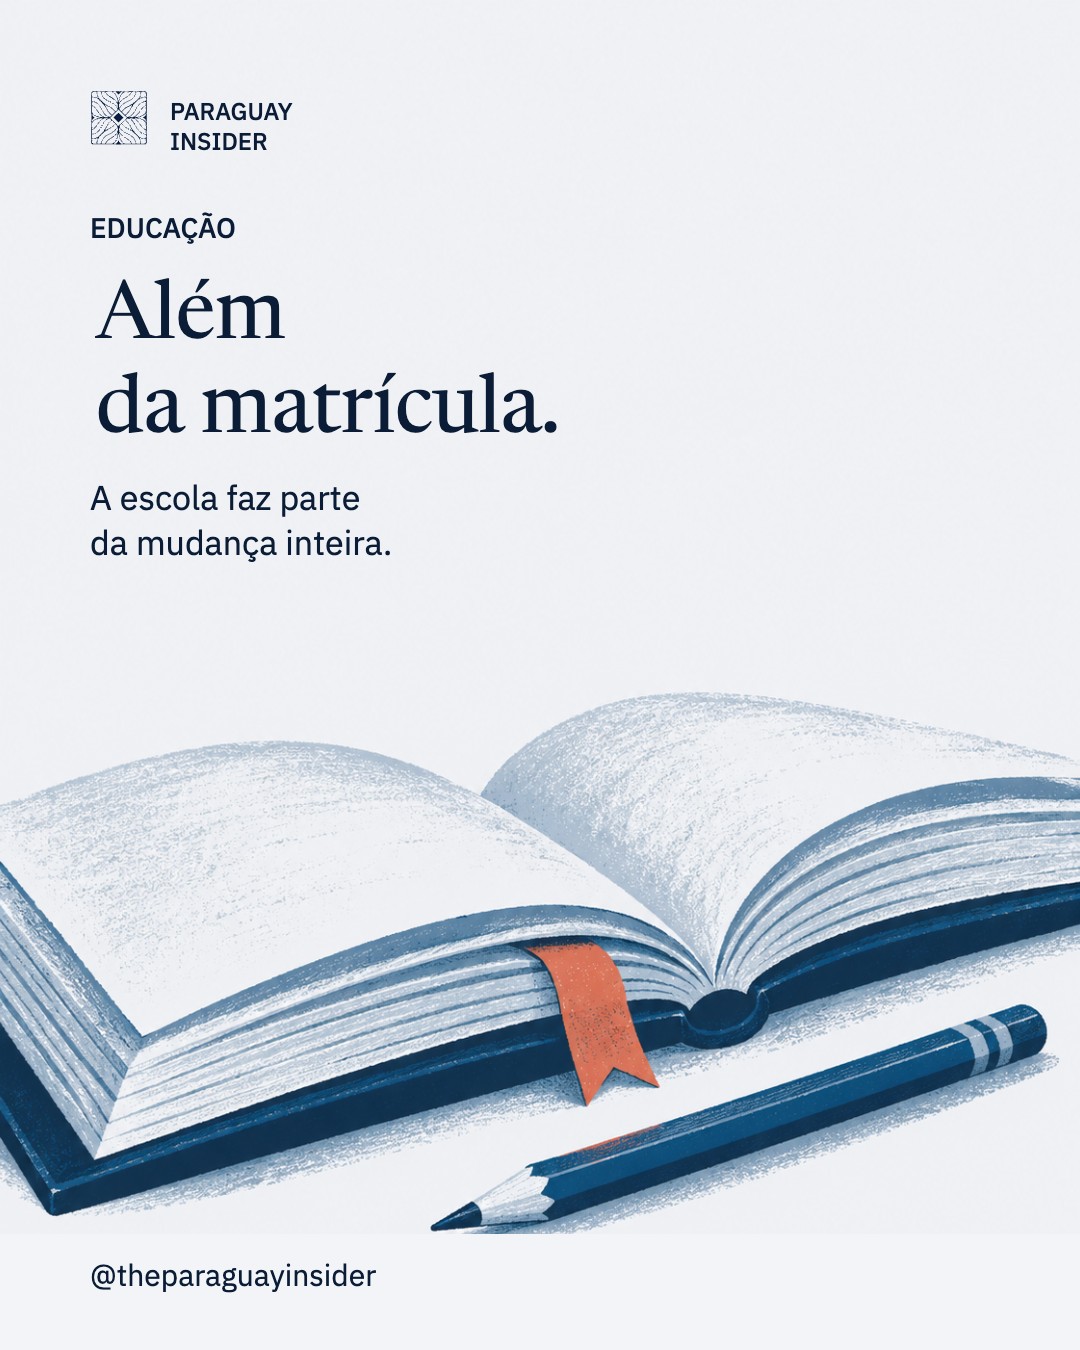 PARAGUAY
INSIDER
EDUCAÇÃO
Além
da matrícula.
A escola faz parte
da mudança inteira.
@theparaguayinsider